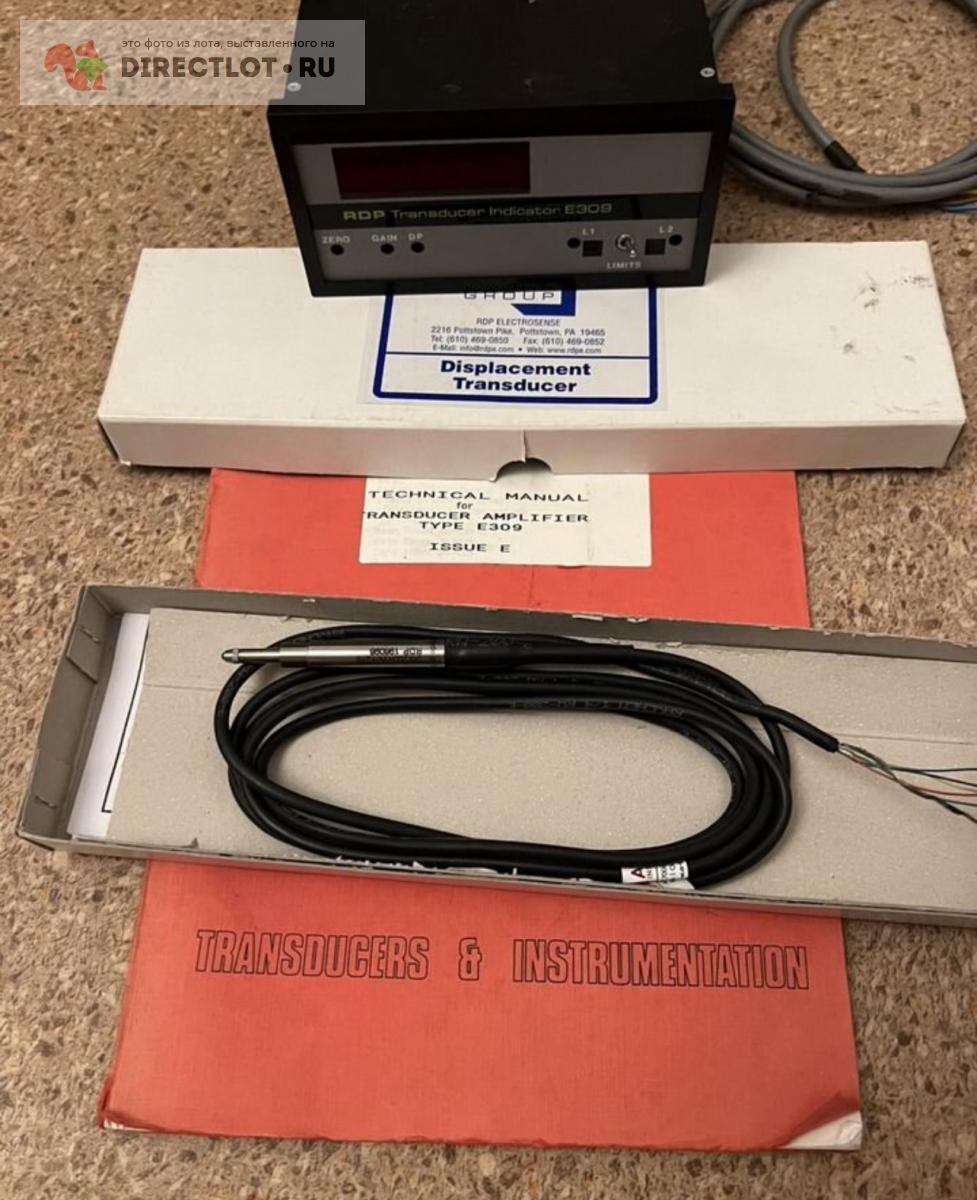 это фото из лота, выставленного на
DIRECTLOT.RU
RDP Transducer Indicator E309
ZERO GAIN DP L1 L2
LIMITS
GROUP
RDP ELECTROSENSE
2216 Pottstown Pike, Pottstown, PA 19465
Tel: (610) 469-0850 Fax: (610) 469-0852
E-Mail: info@rdpe.com • Web: www.rdpe.com
Displacement
Transducer
TECHNICAL MANUAL
for
TRANSDUCER AMPLIFIER
TYPE E309
ISSUE E
TRANSDUCERS & INSTRUMENTATION